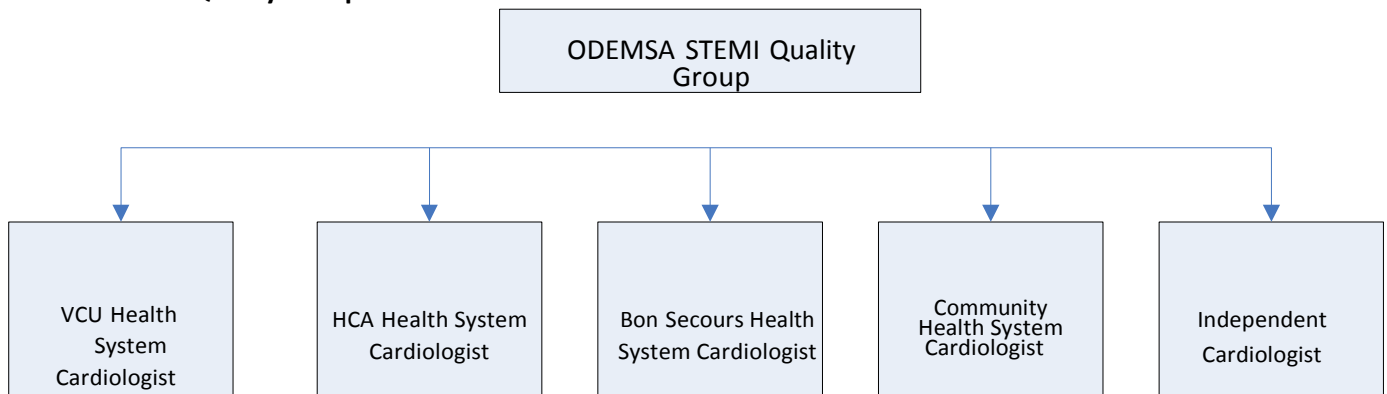 ODEMSA STEMI Quality
Group
VCU Health
System
Cardiologist
HCA Health System
Cardiologist
Bon Secours Health
System Cardiologist
Community
Health System
Cardiologist
Independent
Cardiologist